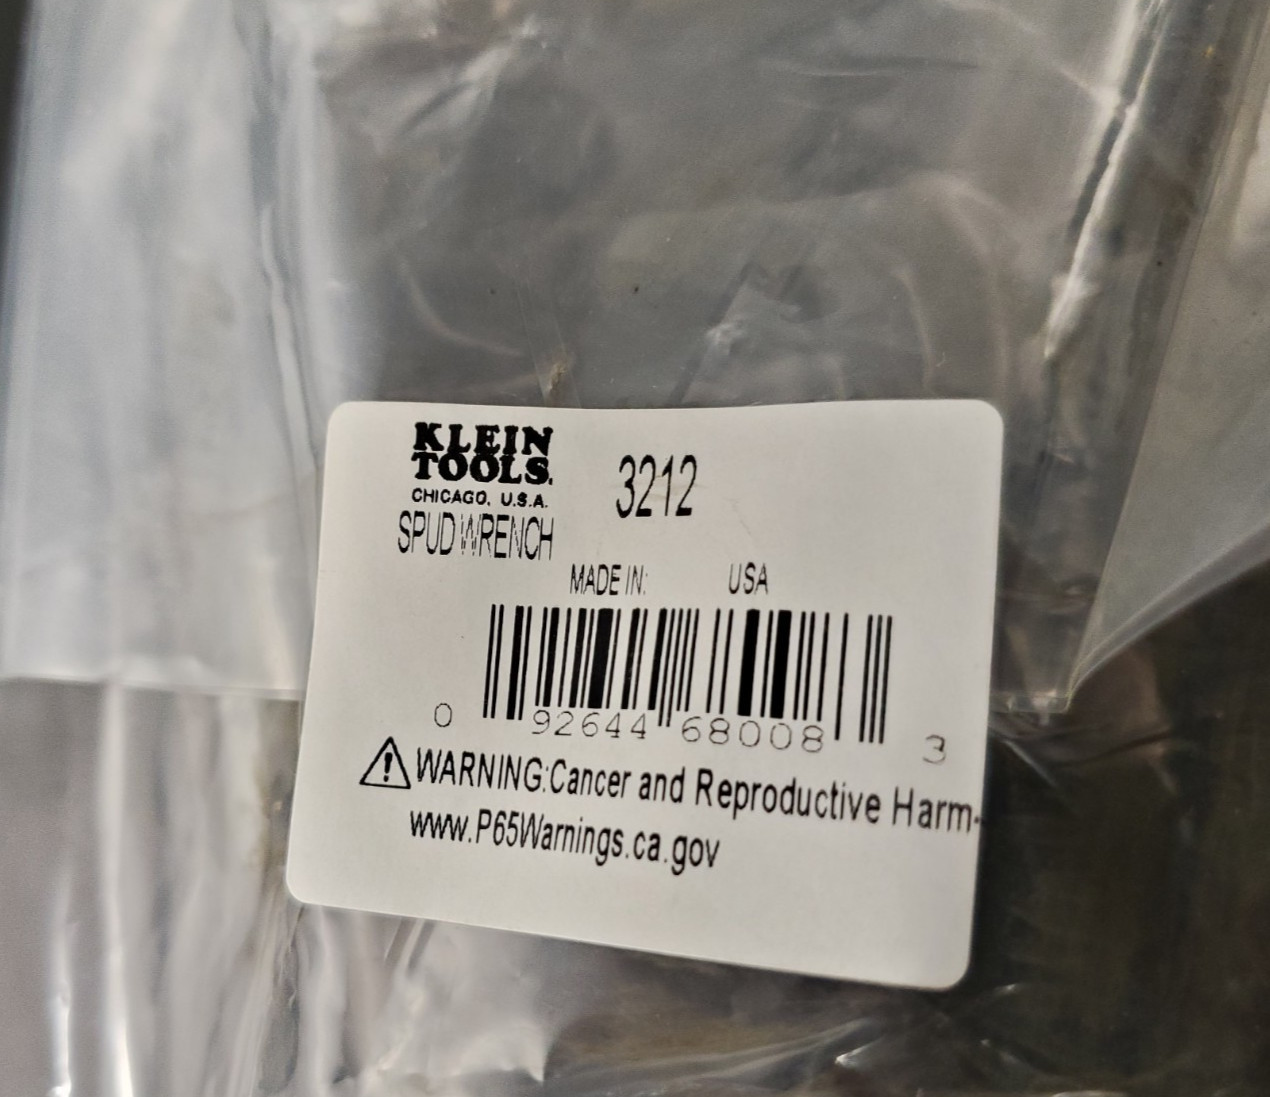 KLEIN
TOOLS.
CHICAGO, U.S.A.
3212
SPUD WRENCH
MADE IN: USA
0 92644 68008 3
WARNING:Cancer and Reproductive Harm-
www.P65Warnings.ca.gov